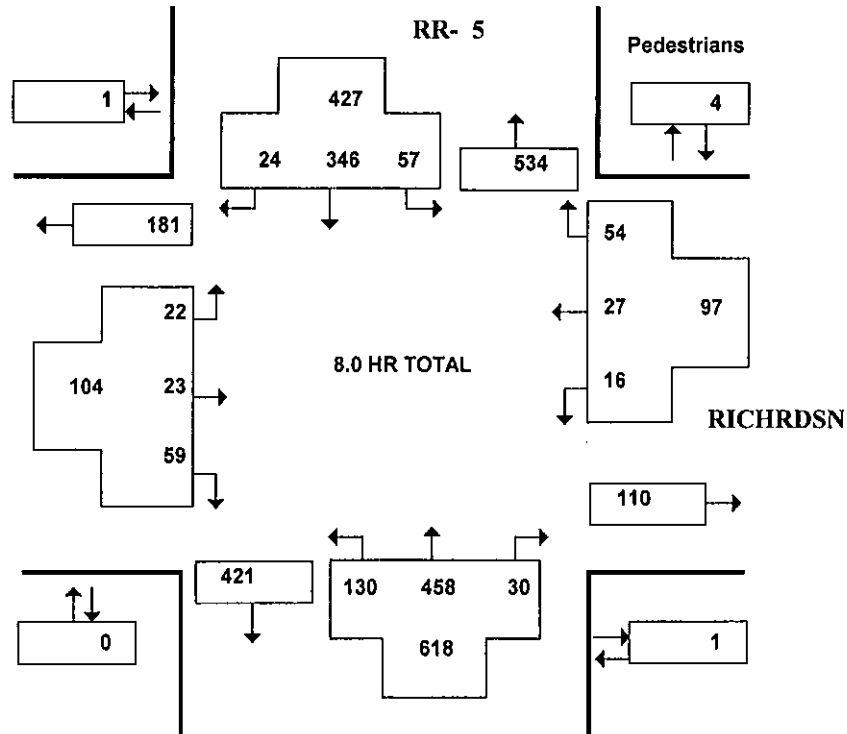 RR- 5
Pedestrians
1
427
4
24 346 57
534
181
54
22
27 97
8.0 HR TOTAL
104 23
16
59
RICHRDSN
110
421
130 458 30
0
618
1